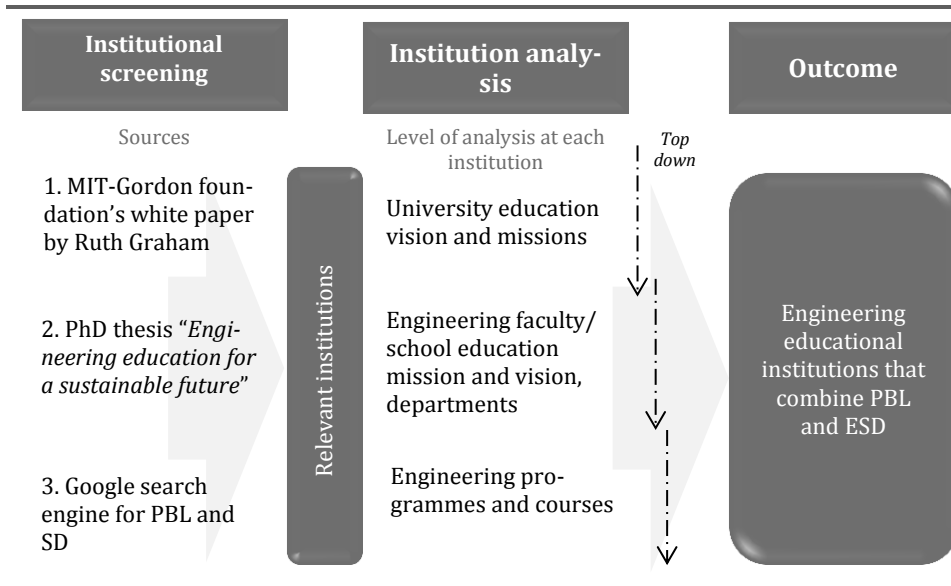 Institutional
screening
Institution analy-
sis
Outcome
Sources
Level of analysis at each
institution
Top
down
1. MIT-Gordon foun-
dation's white paper
by Ruth Graham
2. PhD thesis “Engi-
neering education for
a sustainable future”
3. Google search
engine for PBL and
SD
Relevant institutions
University education
vision and missions
Engineering faculty/
school education
mission and vision,
departments
Engineering pro-
grammes and courses
Engineering
educational
institutions that
combine PBL
and ESD